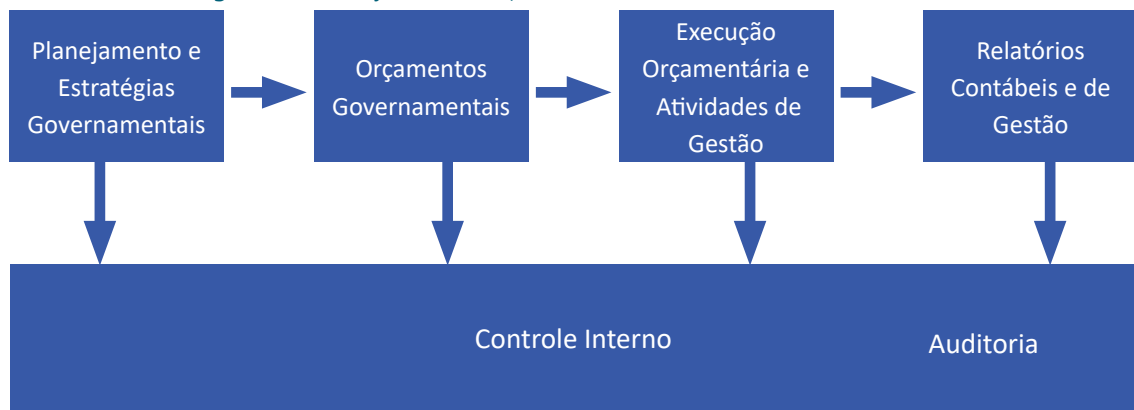 Planejamento e
Estratégias
Governamentais
Orçamentos
Governamentais
Execução
Orçamentária e
Atividades de
Gestão
Relatórios
Contábeis e de
Gestão
Controle Interno
Auditoria